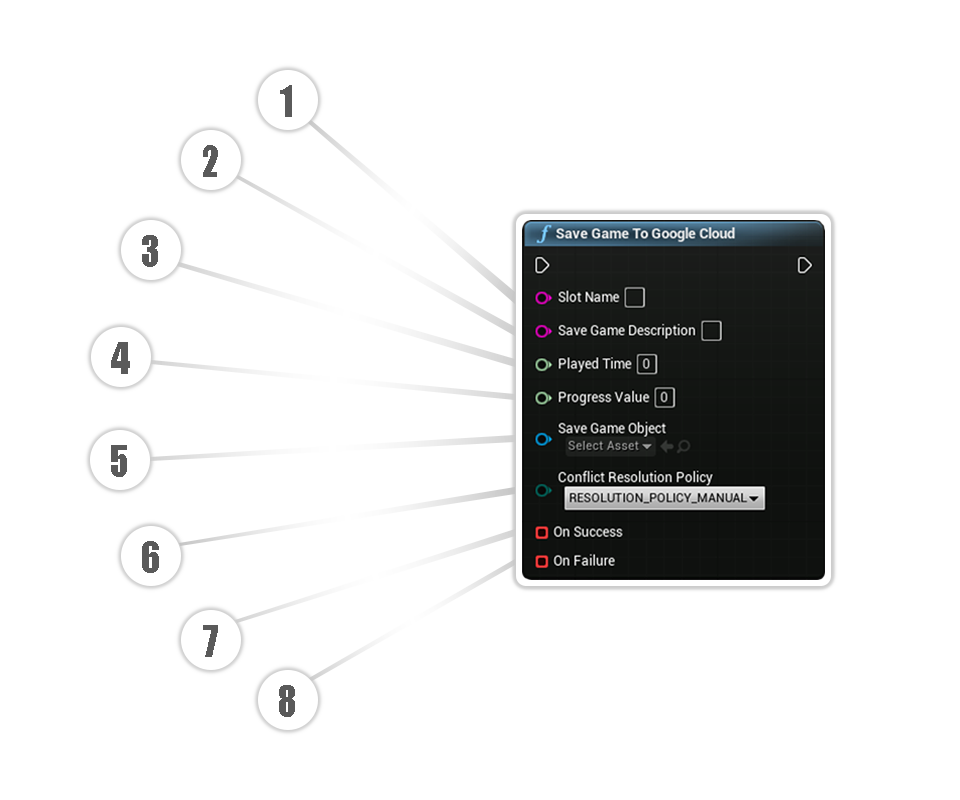 1
2
3
4
5
6
7
8
f Save Game To Google Cloud
Slot Name
Save Game Description
Played Time 0
Progress Value 0
Save Game Object
Select Asset
Conflict Resolution Policy
RESOLUTION_POLICY_MANUAL
On Success
On Failure